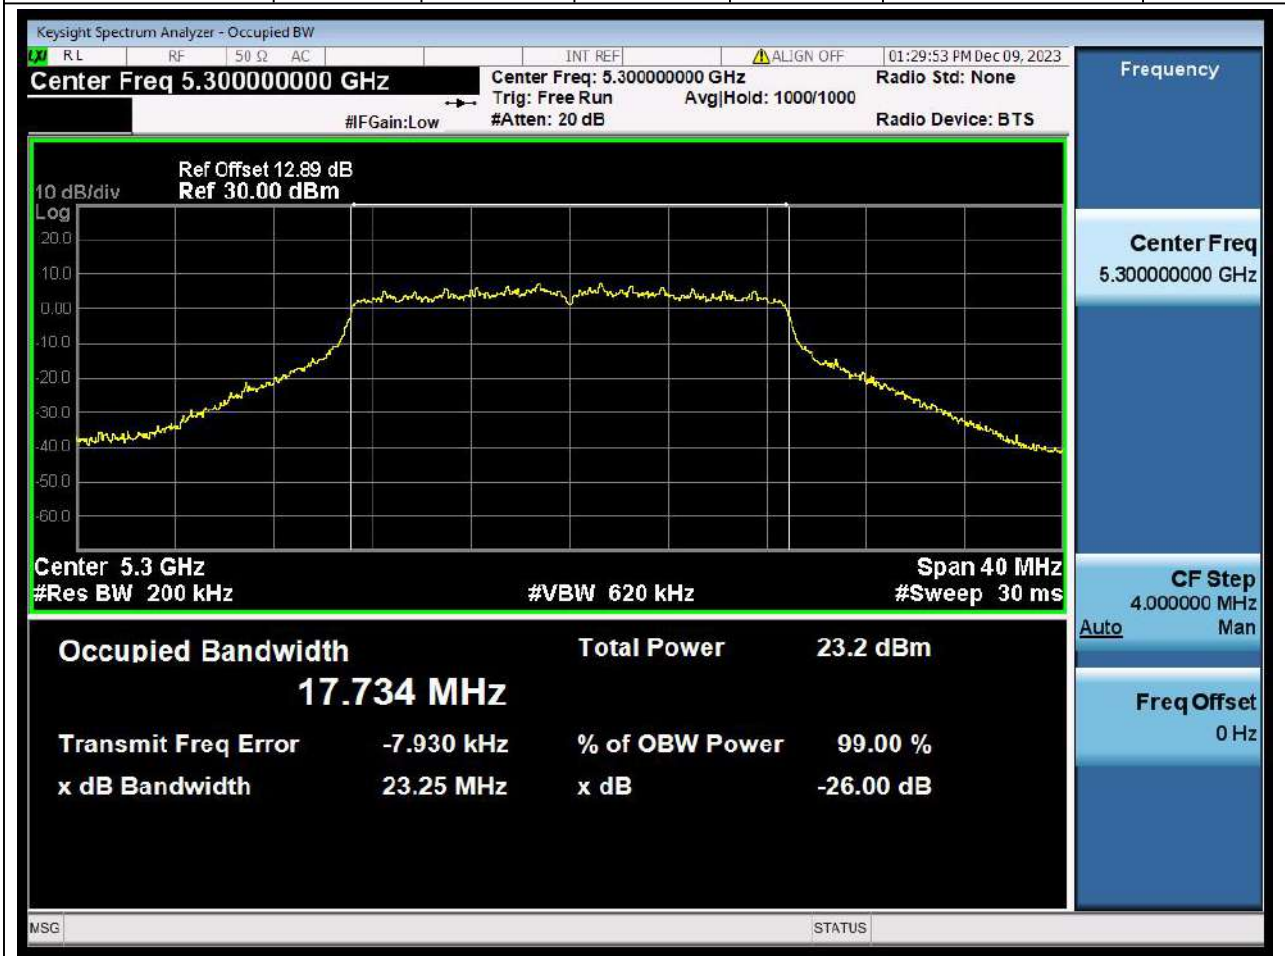 Keysight Spectrum Analyzer - Occupied BW
LXI RL RF 50 Ω AC INT REF ALIGN OFF 01:29:53 PM Dec 09, 2023
Center Freq 5.300000000 GHz
Center Freq: 5.300000000 GHz
Radio Std: None
Trig: Free Run Avg|Hold: 1000/1000
#IFGain:Low
#Atten: 20 dB
Radio Device: BTS
Ref Offset 12.89 dB
10 dB/div Ref 30.00 dBm
Log
20.0
10.0
0.00
-10.0
-20.0
-30.0
-40.0
-50.0
-60.0
Center 5.3 GHz Span 40 MHz
#Res BW 200 kHz #VBW 620 kHz #Sweep 30 ms
Occupied Bandwidth Total Power 23.2 dBm
17.734 MHz
Transmit Freq Error -7.930 kHz % of OBW Power 99.00 %
x dB Bandwidth 23.25 MHz x dB -26.00 dB
MSG STATUS
Frequency
Center Freq
5.300000000 GHz
CF Step
4.000000 MHz
Auto Man
Freq Offset
0 Hz